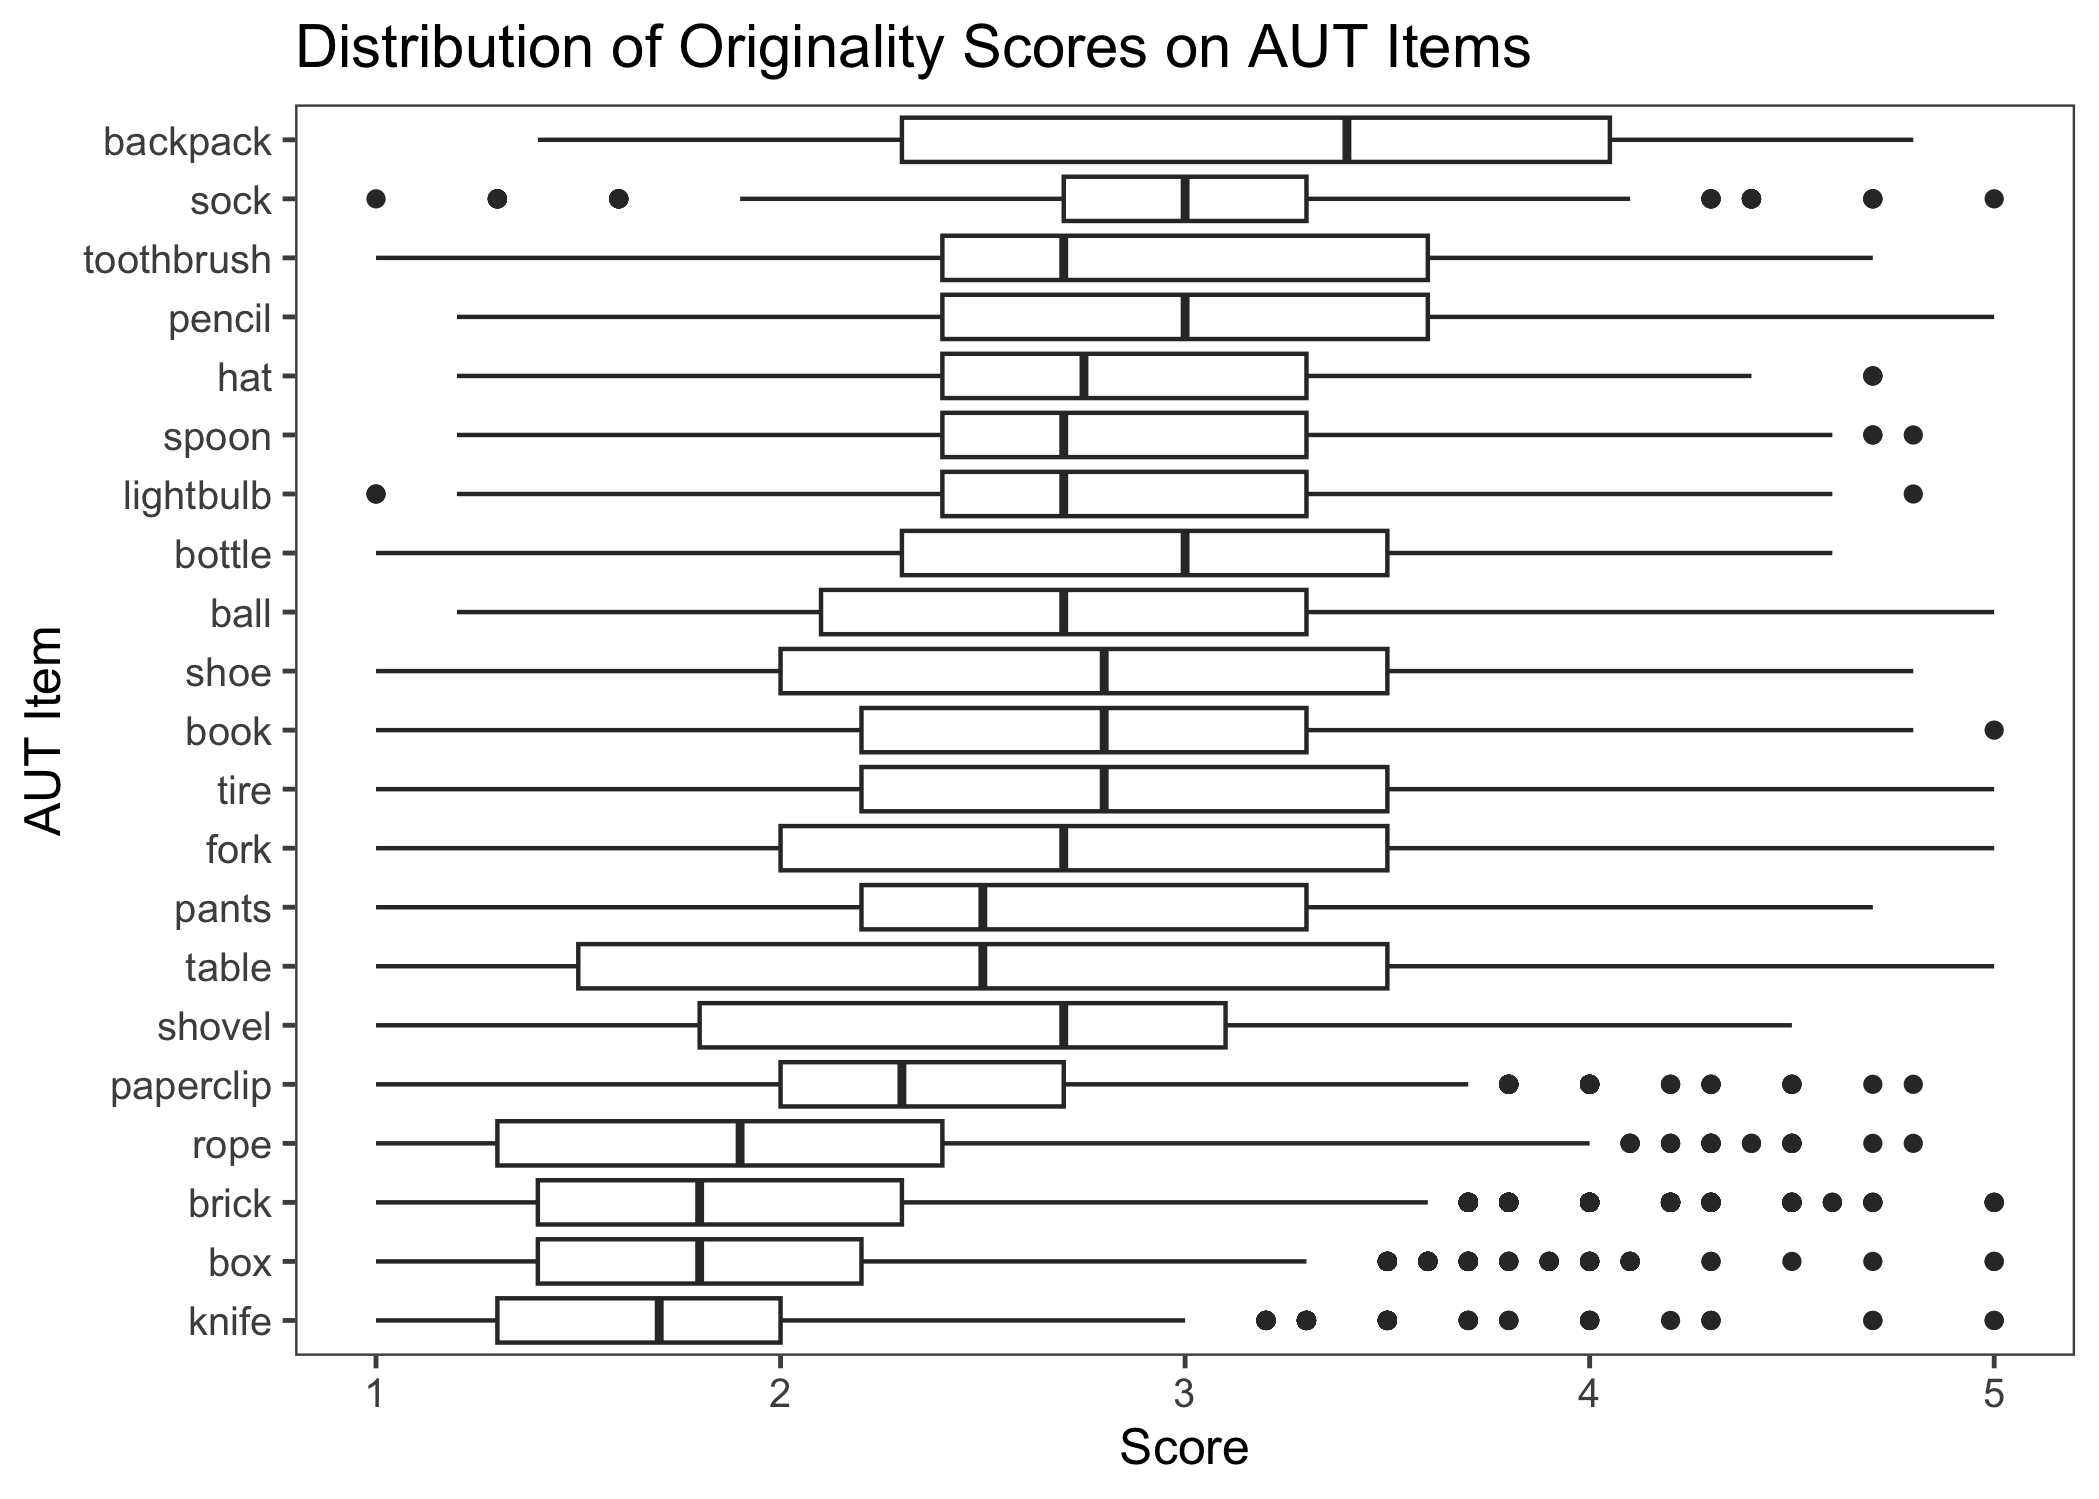 Distribution of Originality Scores on AUT Items
AUT Item
backpack
sock
toothbrush
pencil
hat
spoon
lightbulb
bottle
ball
shoe
book
tire
fork
pants
table
shovel
paperclip
rope
brick
box
knife
1 2 3 4 5
Score